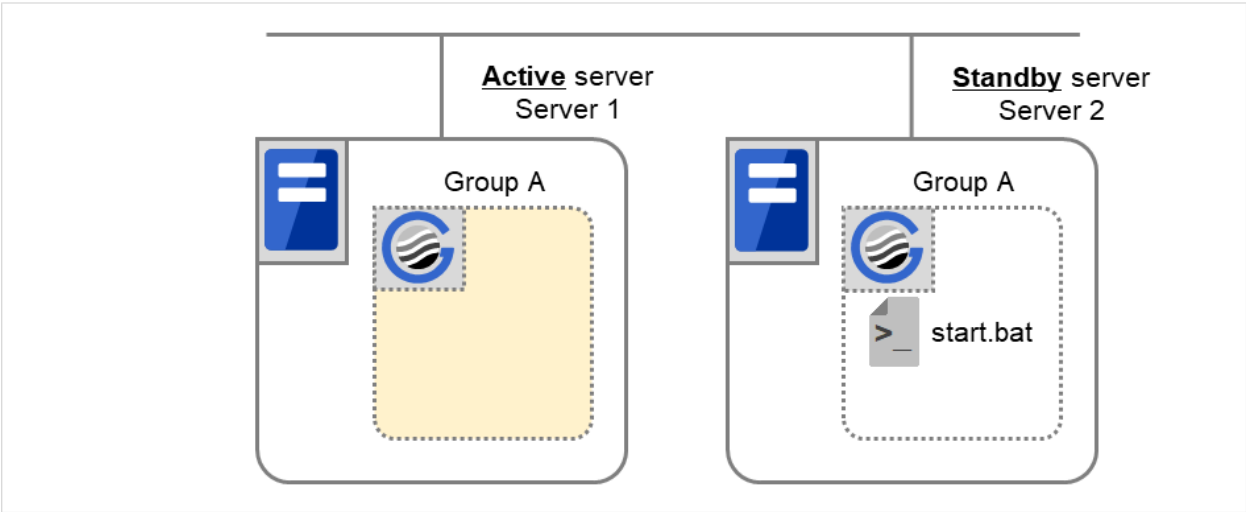 Active server
Server 1
Standby server
Server 2
Group A
Group A
>_
start.bat